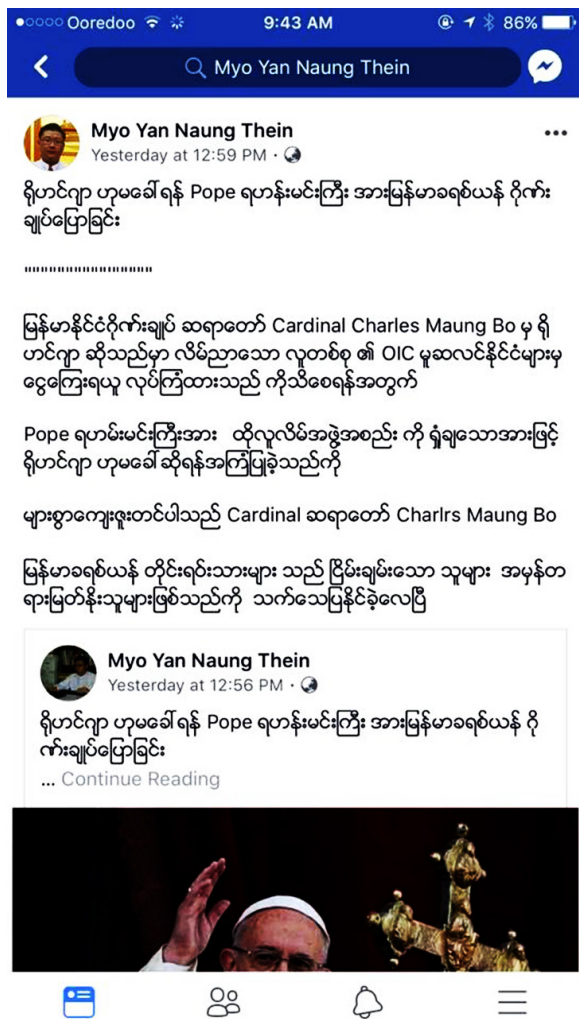 Ooredoo
9:43 AM
86%
Myo Yan Naung Thein
Myo Yan Naung Thein
Yesterday at 12:59 PM ·
ရိုဟင်ဂျာ ဟုမခေါ်ရန် Pope ရဟန်းမင်းကြီး အားမြန်မာခရစ်ယန် ဂိုဏ်း
ချုပ်ပြောခြင်း
"""""""""""""""""""
မြန်မာနိုင်ငံဂိုဏ်းချုပ် ဆရာတော် Cardinal Charles Maung Bo မှ ရို
ဟင်ဂျာ ဆိုသည်မှာ လိမ်ညာသော လူတစ်စု ၏ OIC မူဆလင်နိုင်ငံများမှ
ငွေကြေးရယူ လုပ်ကြံထားသည် ကိုသိစေရန်အတွက်
Pope ရဟမ်းမင်းကြီးအား ထိုလူလိမ်အဖွဲ့အစည်း ကို ရှုံ့ချသောအားဖြင့်
ရိုဟင်ဂျာ ဟုမခေါ်ဆိုရန်အကြံပြုခဲ့သည်ကို
များစွာကျေးဇူးတင်ပါသည် Cardinal ဆရာတော် Charlrs Maung Bo
မြန်မာခရစ်ယန် တိုင်းရင်းသားများ သည် ငြိမ်းချမ်းသော သူများ အမှန်တ
ရားမြတ်နိုးသူများဖြစ်သည်ကို သက်သေပြနိုင်ခဲ့လေပြီ
Myo Yan Naung Thein
Yesterday at 12:56 PM ·
ရိုဟင်ဂျာ ဟုမခေါ်ရန် Pope ရဟန်းမင်းကြီး အားမြန်မာခရစ်ယန် ဂို
ဏ်းချုပ်ပြောခြင်း
... Continue Reading